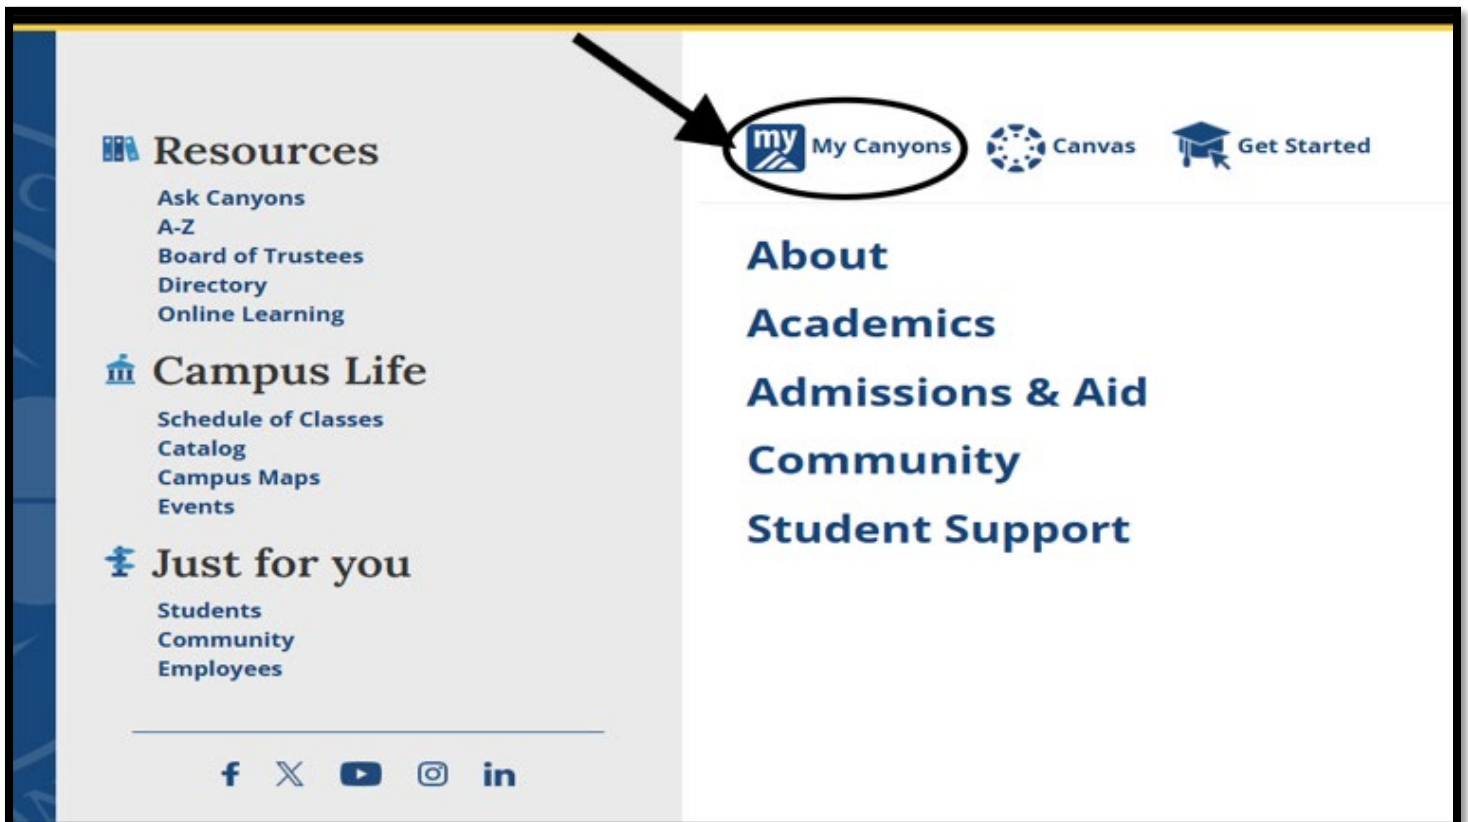 Resources
Ask Canyons
A-Z
Board of Trustees
Directory
Online Learning
Campus Life
Schedule of Classes
Catalog
Campus Maps
Events
Just for you
Students
Community
Employees
my My Canyons Canvas Get Started
About
Academics
Admissions & Aid
Community
Student Support